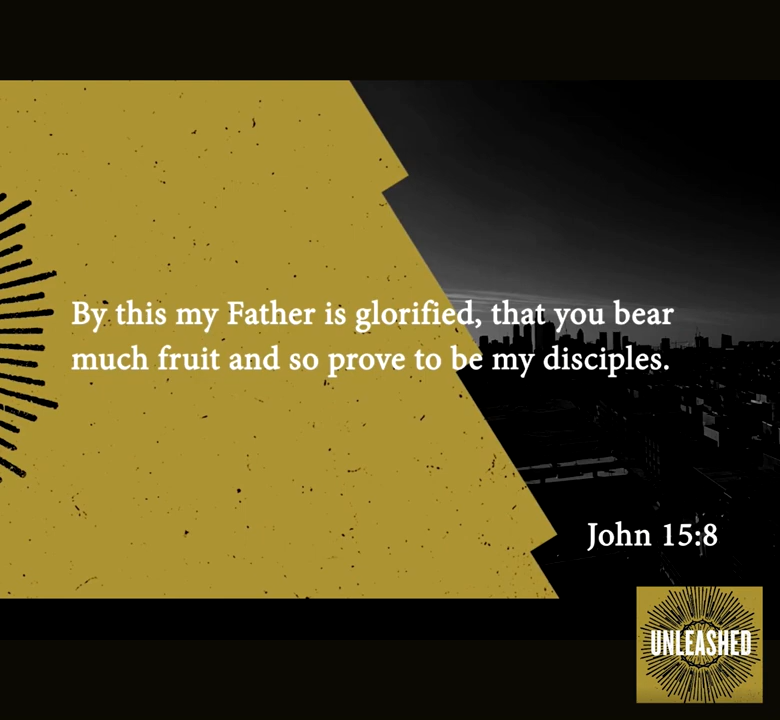 By this my Father is glorified, that you bear
much fruit and so prove to be my disciples.
John 15:8
UNLEASHED